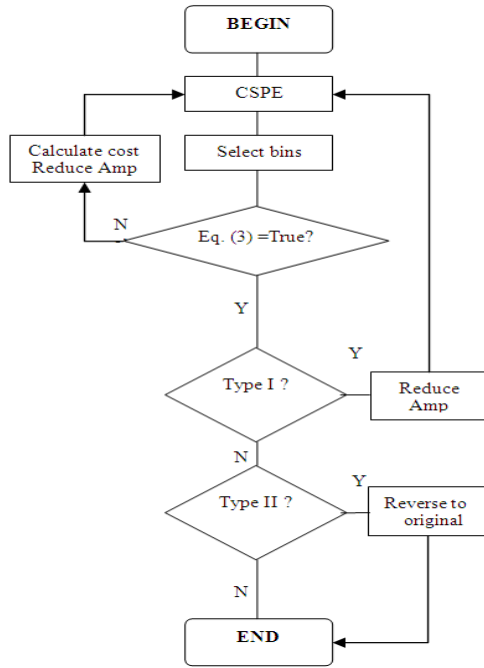 BEGIN
CSPE
Calculate cost
Reduce Amp
Select bins
N
Eq. (3) =True?
Y
Type I ?
Y
Reduce
Amp
N
Type II ?
Y
Reverse to
original
N
END